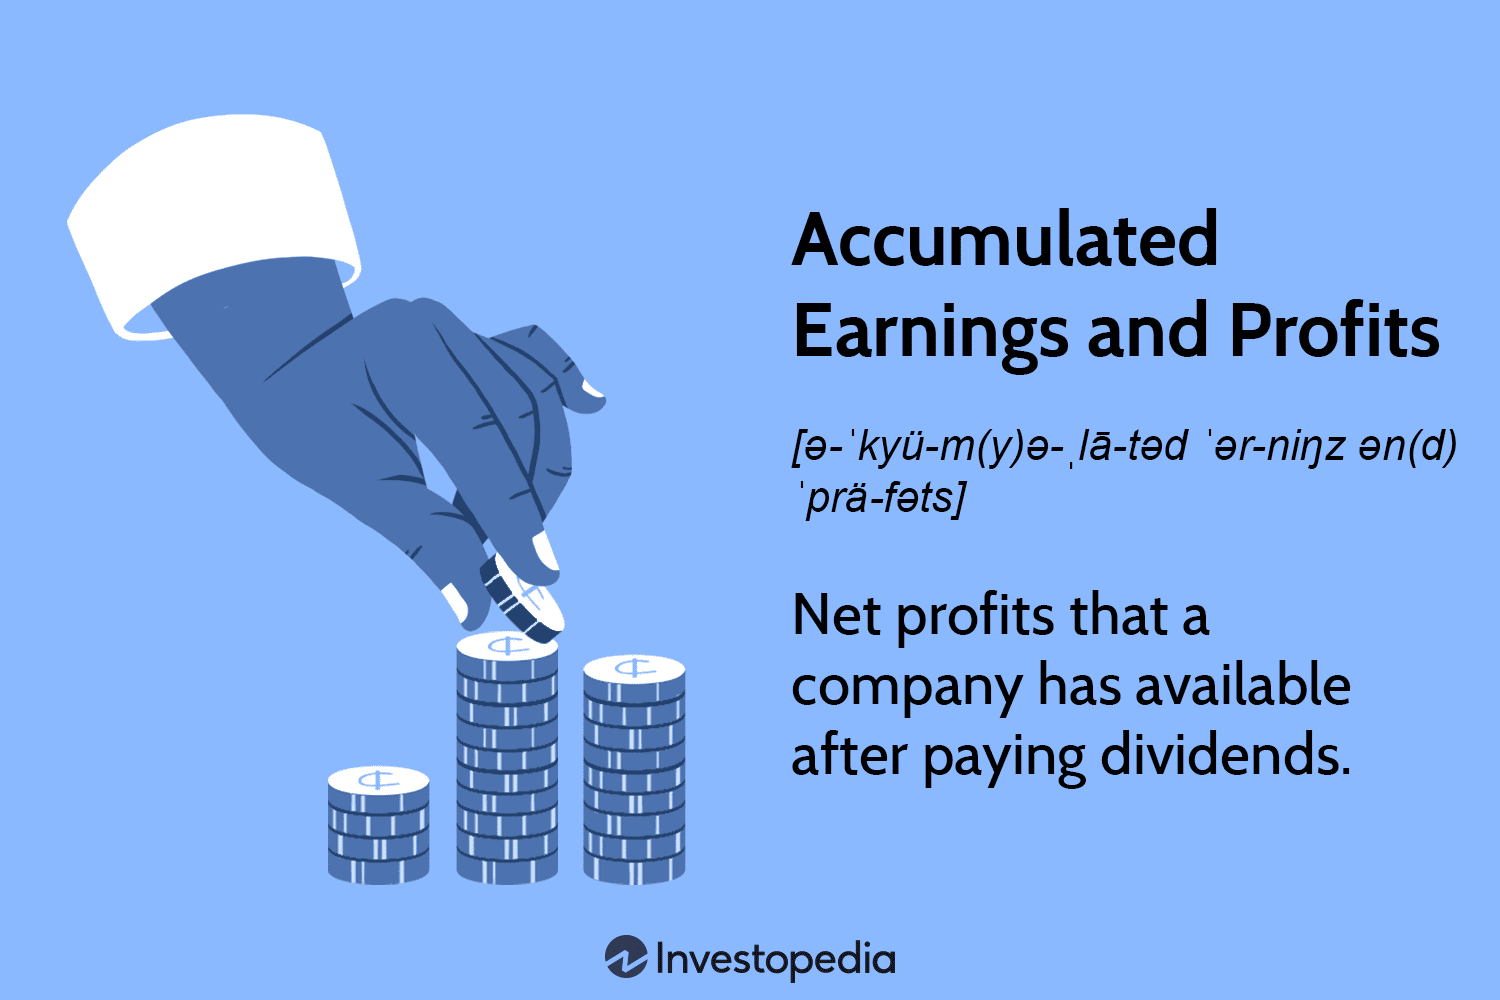 Accumulated
Earnings and Profits
[ə-ˈkyü-m(y)ə-ˌlā-təd ˈər-niŋz ən(d)
ˈprä-fəts]
Net profits that a
company has available
after paying dividends.
¢
¢
¢
Investopedia